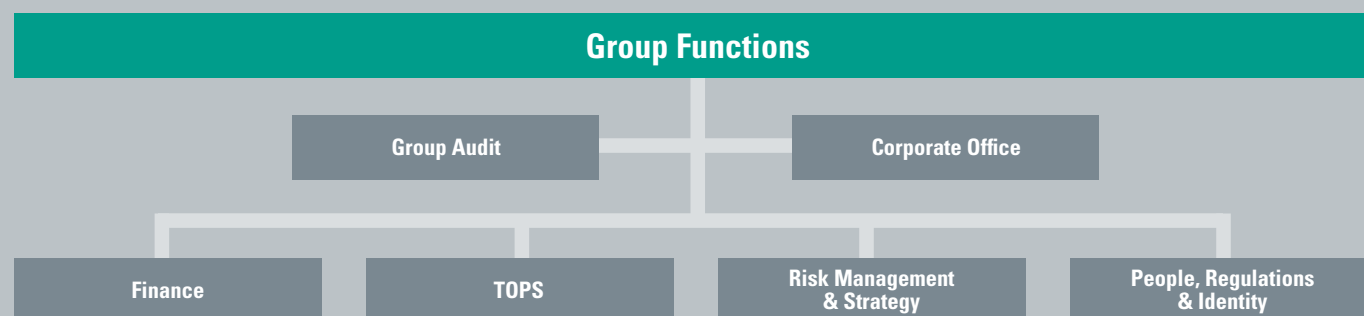 Group Functions
Group Audit
Corporate Office
Finance
TOPS
Risk Management
& Strategy
People, Regulations
& Identity